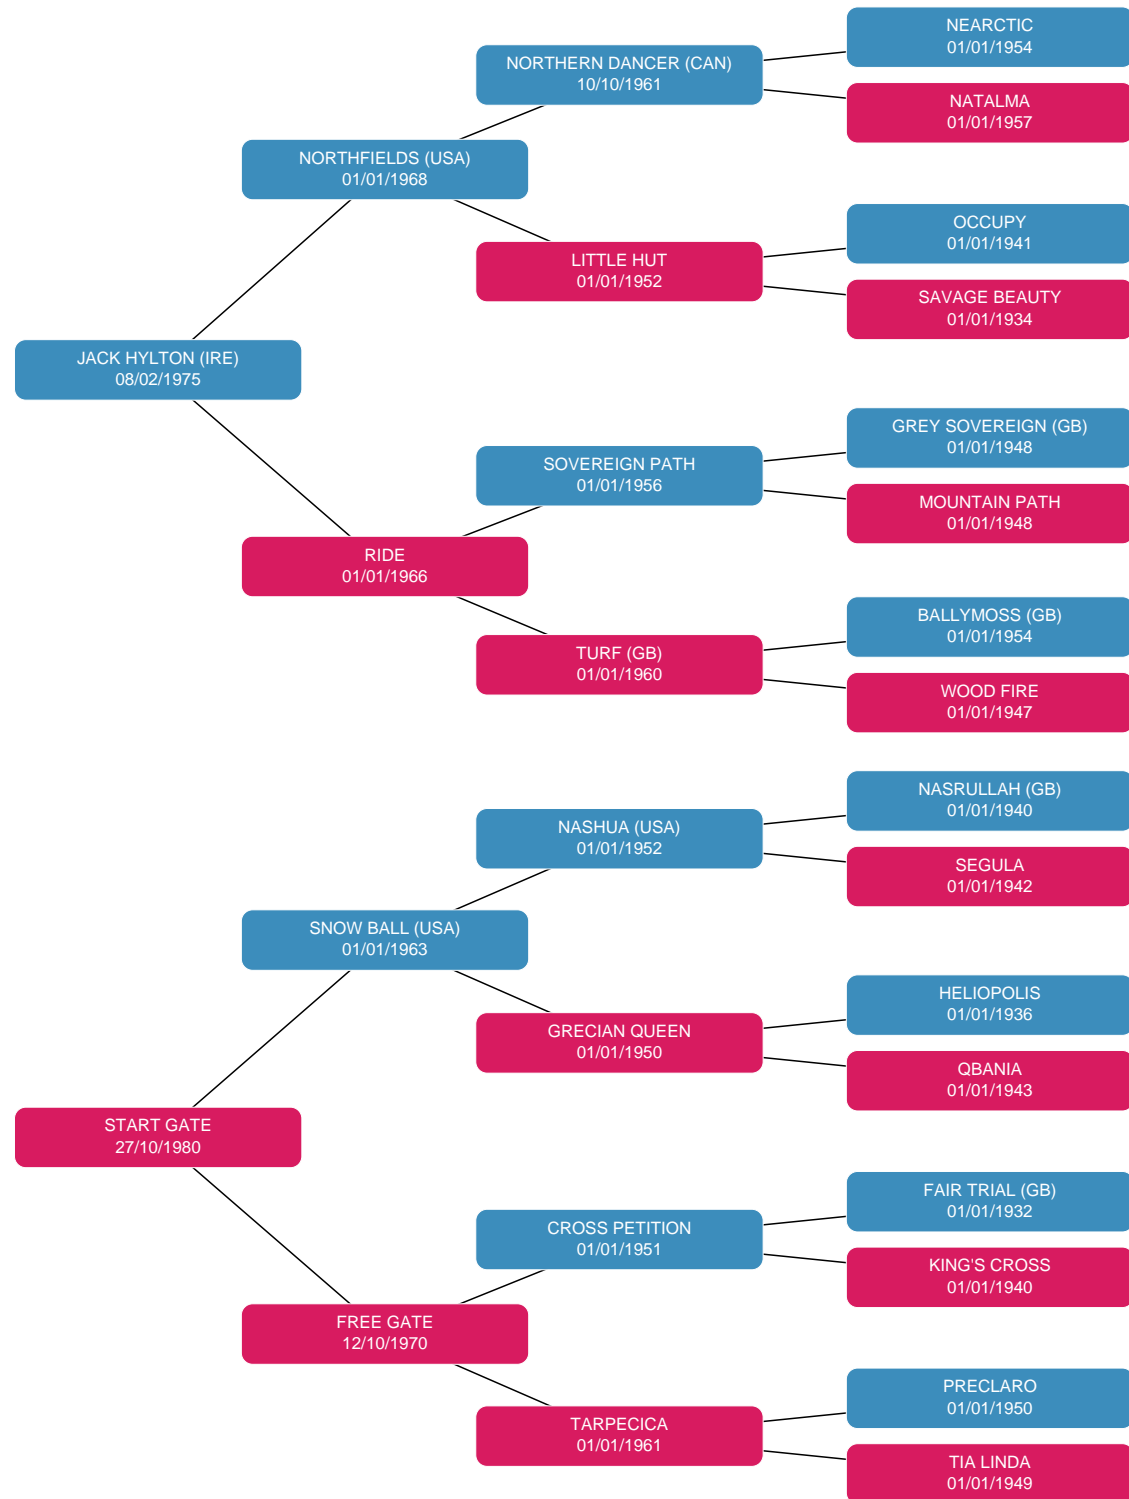 NEARCTIC
01/01/1954
NORTHERN DANCER (CAN)
10/10/1961
NATALMA
01/01/1957
NORTHFIELDS (USA)
01/01/1968
OCCUPY
01/01/1941
LITTLE HUT
01/01/1952
SAVAGE BEAUTY
01/01/1934
JACK HYLTON (IRE)
08/02/1975
GREY SOVEREIGN (GB)
01/01/1948
SOVEREIGN PATH
01/01/1956
MOUNTAIN PATH
01/01/1948
RIDE
01/01/1966
BALLYMOSS (GB)
01/01/1954
TURF (GB)
01/01/1960
WOOD FIRE
01/01/1947
NASRULLAH (GB)
01/01/1940
NASHUA (USA)
01/01/1952
SEGULA
01/01/1942
SNOW BALL (USA)
01/01/1963
HELIOPOLIS
01/01/1936
GRECIAN QUEEN
01/01/1950
QBANIA
01/01/1943
START GATE
27/10/1980
FAIR TRIAL (GB)
01/01/1932
CROSS PETITION
01/01/1951
KING'S CROSS
01/01/1940
FREE GATE
12/10/1970
PRECLARO
01/01/1950
TARPECICA
01/01/1961
TIA LINDA
01/01/1949